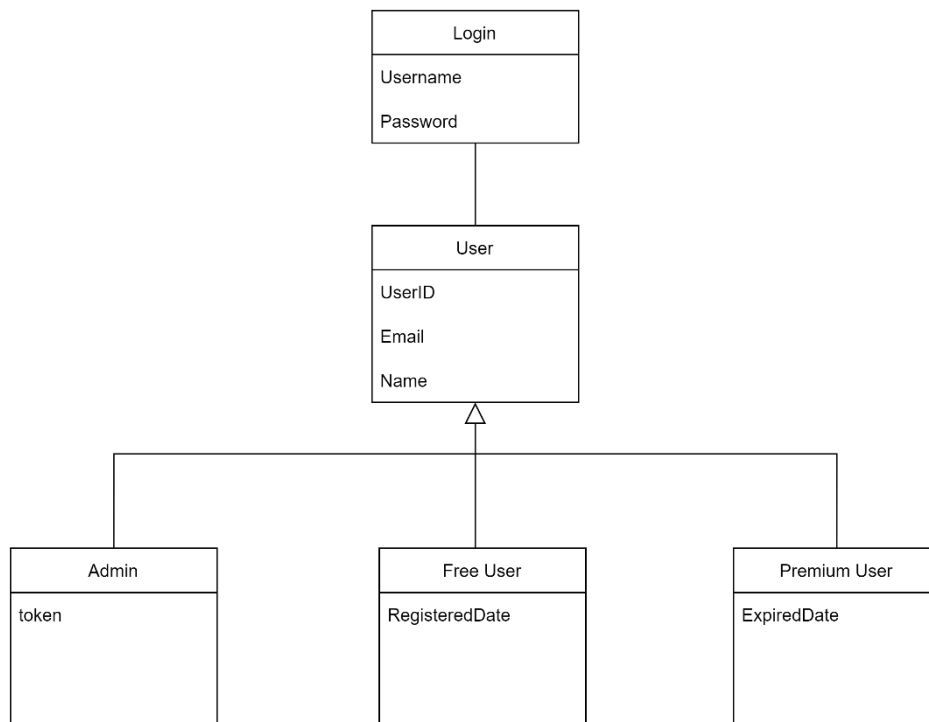 Login
Username
Password
User
UserID
Email
Name
Admin
token
Free User
RegisteredDate
Premium User
ExpiredDate